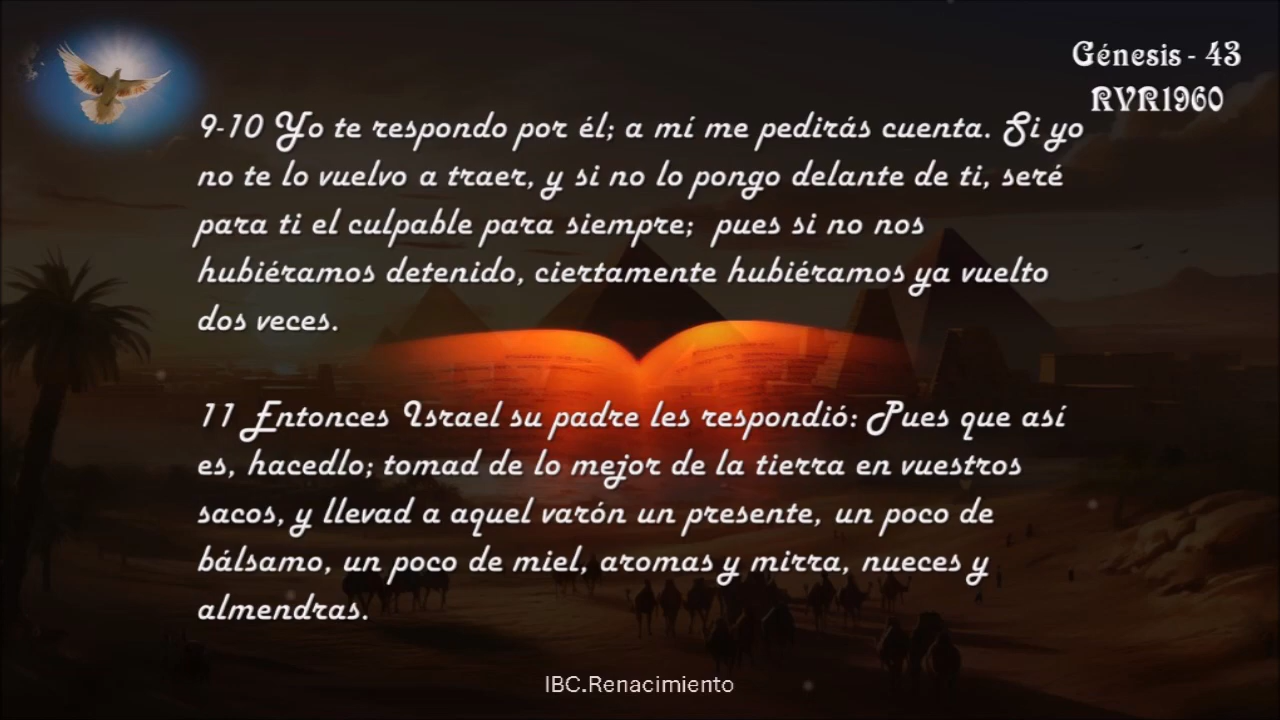 Génesis - 43
RVR1960
9-10 Yo te respondo por él; a mí me pedirás cuenta. Si yo
no te lo vuelvo a traer, y si no lo pongo delante de ti, seré
para ti el culpable para siempre; pues si no nos
hubiéramos detenido, ciertamente hubiéramos ya vuelto
dos veces.
11 Entonces Israel su padre les respondió: Pues que así
es, hacedlo; tomad de lo mejor de la tierra en vuestros
sacos, y llevad a aquel varón un presente, un poco de
bálsamo, un poco de miel, aromas y mirra, nueces y
almendras.
IBC.Renacimiento